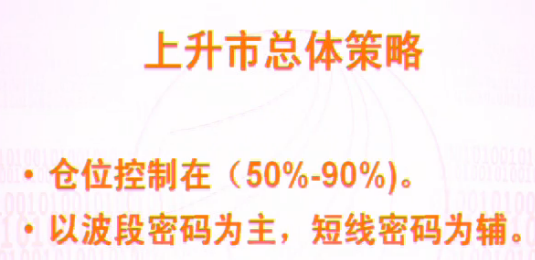 上升市总体策略
• 仓位控制在（50%-90%)。
• 以波段密码为主，短线密码为辅。